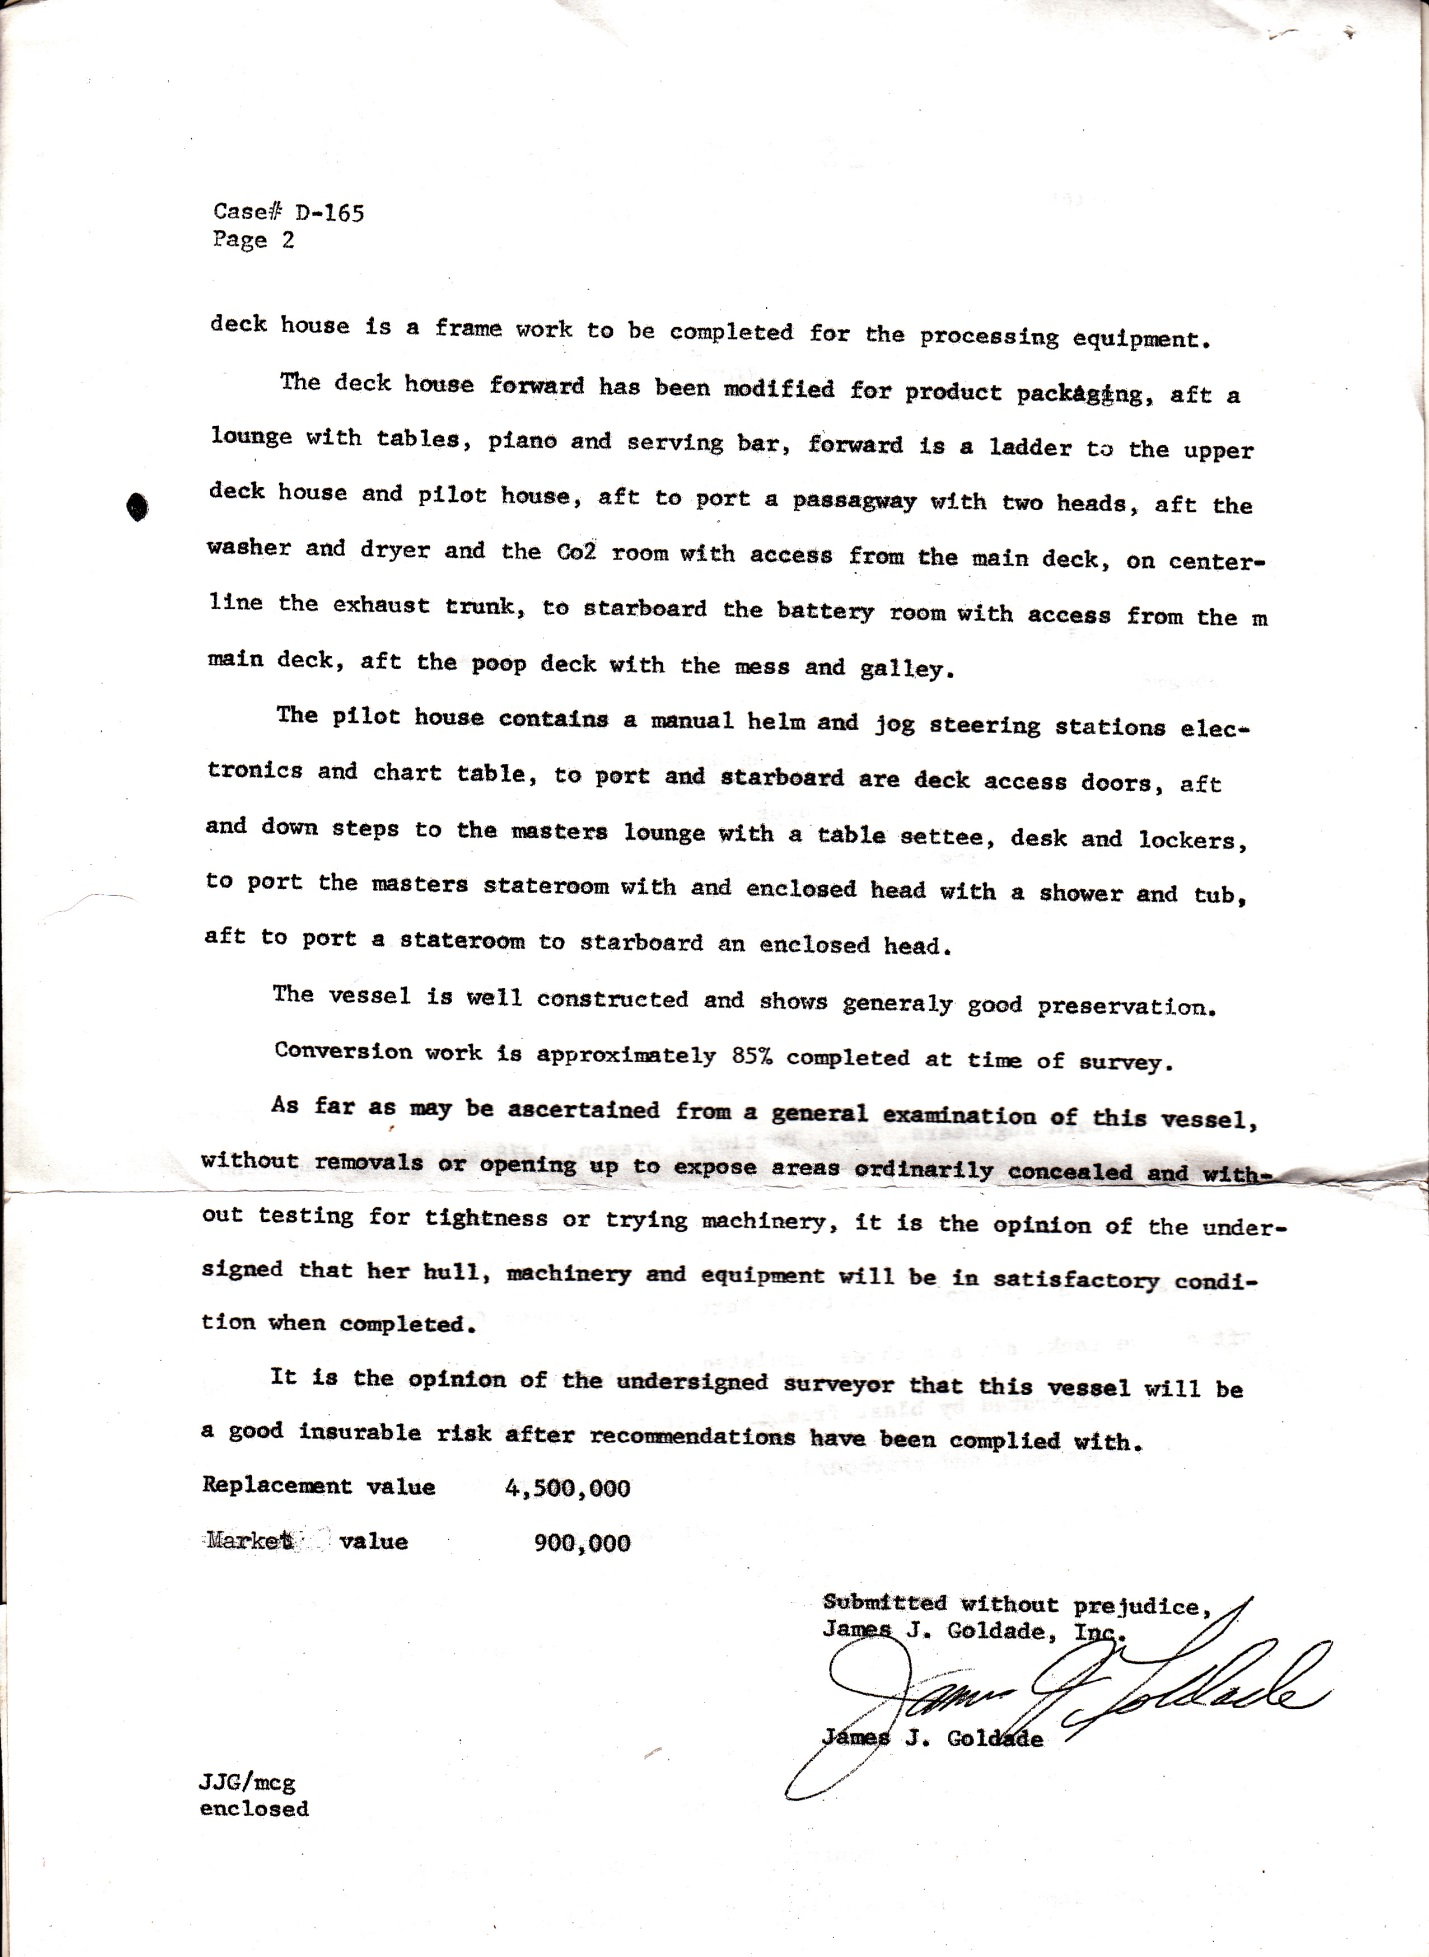 Case# D-165
Page 2
deck house is a frame work to be completed for the processing equipment.
The deck house forward has been modified for product packaging, aft a
lounge with tables, piano and serving bar, forward is a ladder to the upper
deck house and pilot house, aft to port a passagway with two heads, aft the
washer and dryer and the Co2 room with access from the main deck, on center-
line the exhaust trunk, to starboard the battery room with access from the m
main deck, aft the poop deck with the mess and galley.
The pilot house contains a manual helm and jog steering stations elec-
tronics and chart table, to port and starboard are deck access doors, aft
and down steps to the masters lounge with a table settee, desk and lockers,
to port the masters stateroom with and enclosed head with a shower and tub,
aft to port a stateroom to starboard an enclosed head.
The vessel is well constructed and shows generaly good preservation.
Conversion work is approximately 85% completed at time of survey.
As far as may be ascertained from a general examination of this vessel,
without removals or opening up to expose areas ordinarily concealed and with-
out testing for tightness or trying machinery, it is the opinion of the under-
signed that her hull, machinery and equipment will be in satisfactory condi-
tion when completed.
It is the opinion of the undersigned surveyor that this vessel will be
a good insurable risk after recommendations have been complied with.
Replacement value 4,500,000
Market value 900,000
Submitted without prejudice,
James J. Goldade, Inc.
James J. Goldade
James J. Goldade
JJG/mcg
enclosed